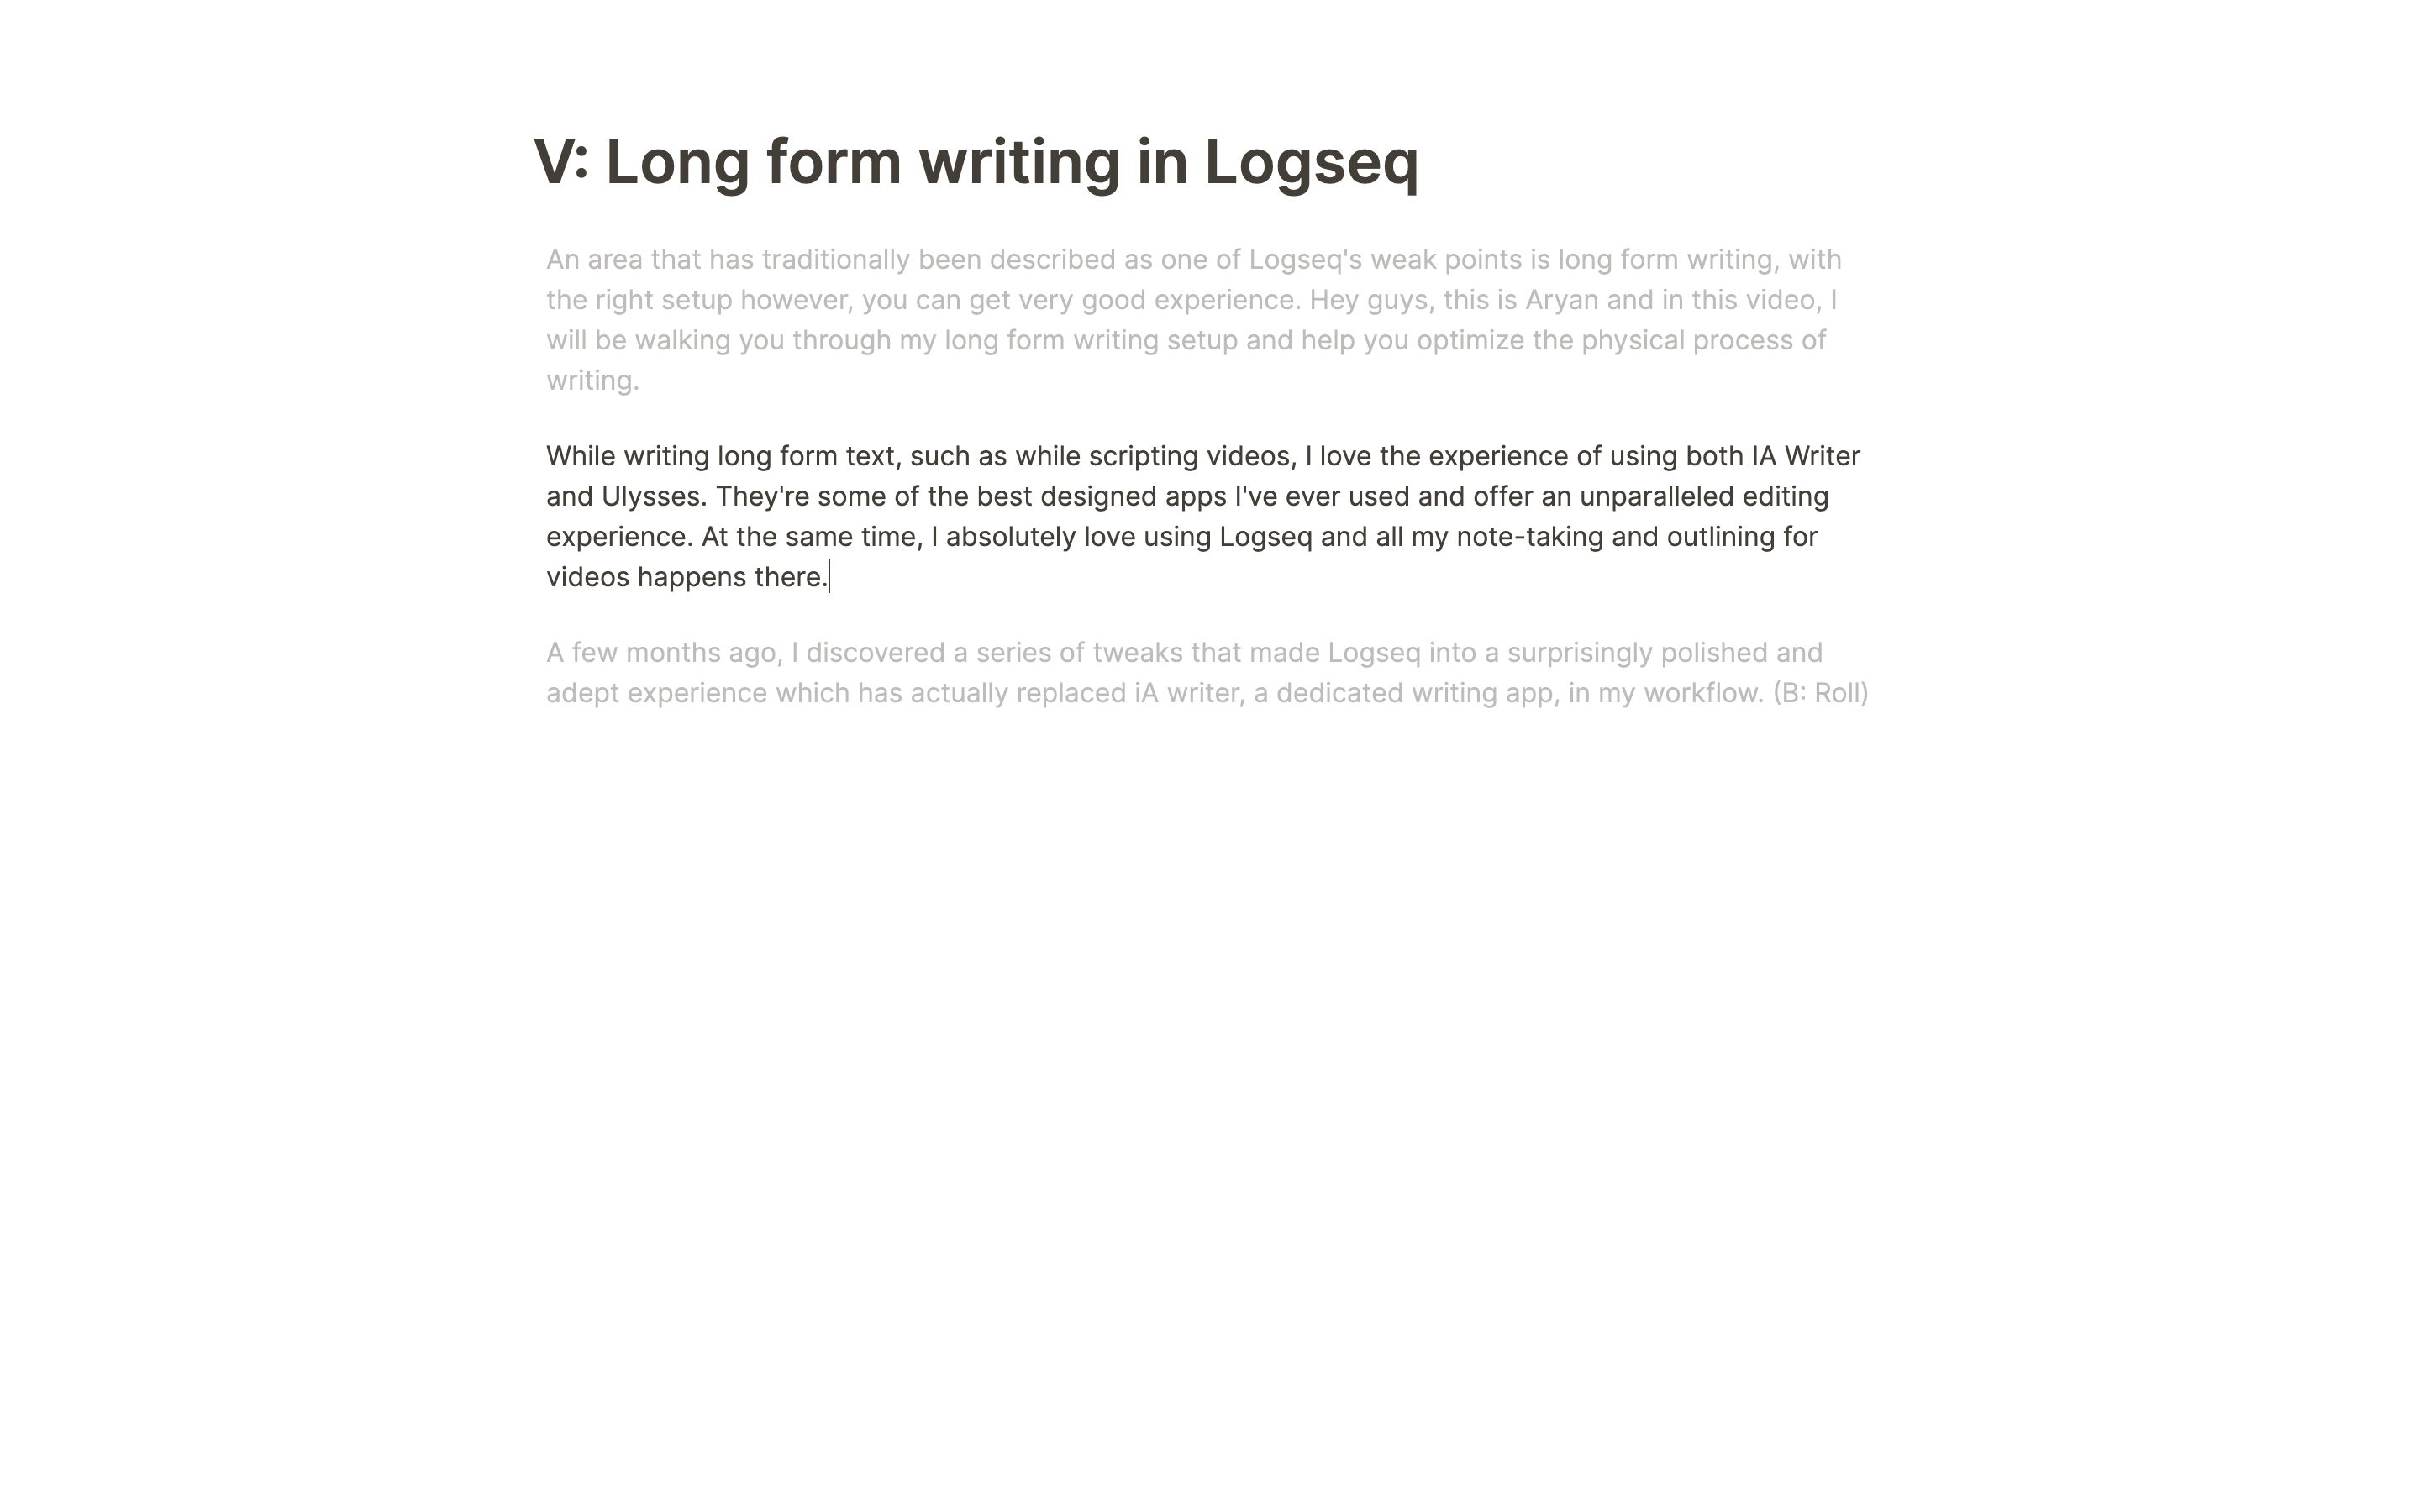 V: Long form writing in Logseq
An area that has traditionally been described as one of Logseq's weak points is long form writing, with
the right setup however, you can get very good experience. Hey guys, this is Aryan and in this video, I
will be walking you through my long form writing setup and help you optimize the physical process of
writing.
While writing long form text, such as while scripting videos, I love the experience of using both IA Writer
and Ulysses. They're some of the best designed apps I've ever used and offer an unparalleled editing
experience. At the same time, I absolutely love using Logseq and all my note-taking and outlining for
videos happens there.
A few months ago, I discovered a series of tweaks that made Logseq into a surprisingly polished and
adept experience which has actually replaced iA writer, a dedicated writing app, in my workflow. (B: Roll)